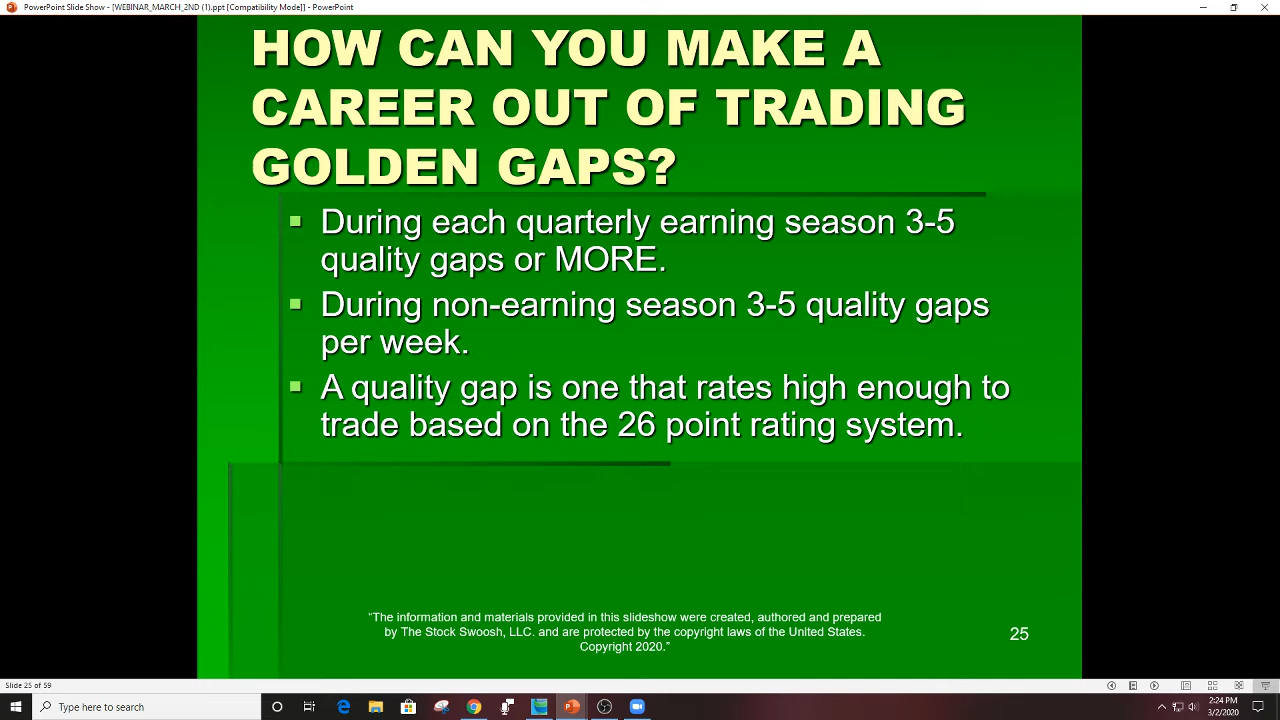 PowerPoint Slide Show - [WEBINAR_MARCH_2ND (1).ppt [Compatibility Mode]] - PowerPoint
HOW CAN YOU MAKE A
CAREER OUT OF TRADING
GOLDEN GAPS?
During each quarterly earning season 3-5
quality gaps or MORE.
During non-earning season 3-5 quality gaps
per week.
A quality gap is one that rates high enough to
trade based on the 26 point rating system.
“The information and materials provided in this slideshow were created, authored and prepared
by The Stock Swoosh, LLC. and are protected by the copyright laws of the United States.
Copyright 2020.”
25
Slide 25 of 59
Type here to search
2:24 PM
3/2/2020